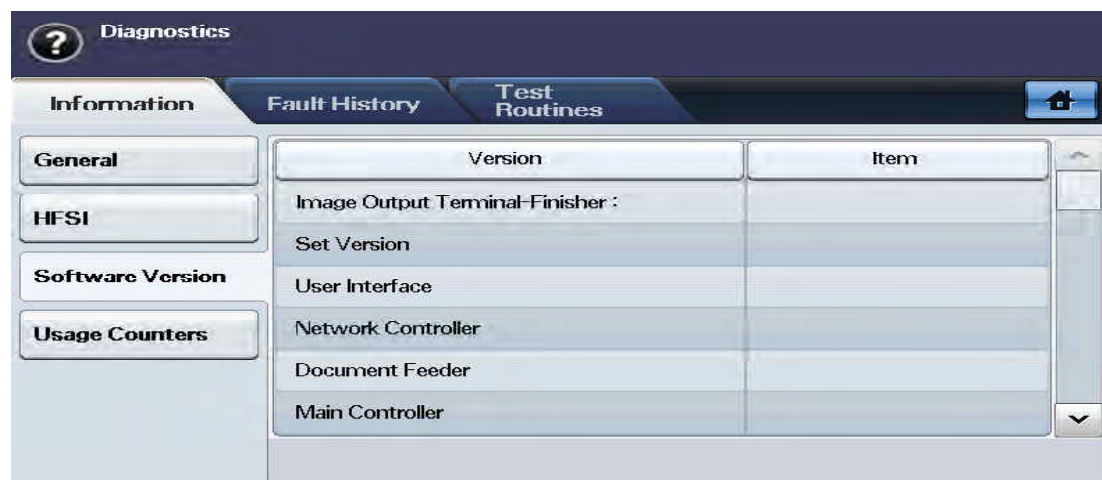 Diagnostics
Information
Fault History
Test
Routines
General
HFSI
Software Version
Usage Counters
Version
Item
Image Output Terminal-Finisher :
Set Version
User Interface
Network Controller
Document Feeder
Main Controller